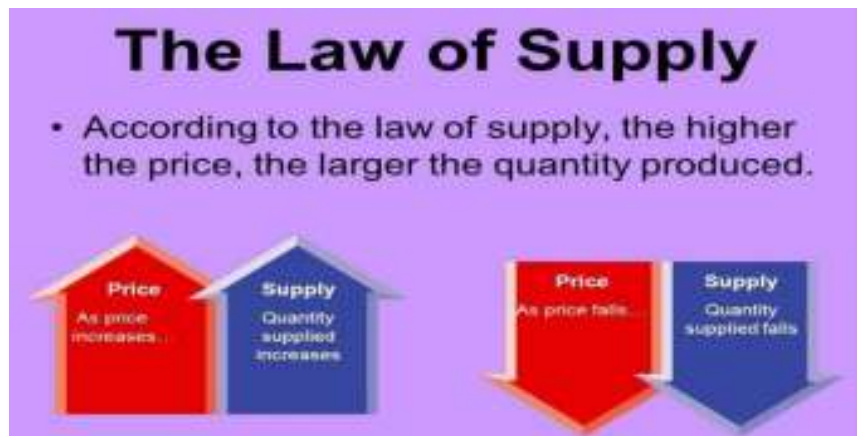 The Law of Supply
• According to the law of supply, the higher
the price, the larger the quantity produced.
Price
As price
increases...
Supply
Quantity
supplied
increases
Price
As price falls...
Supply
Quantity
supplied falls